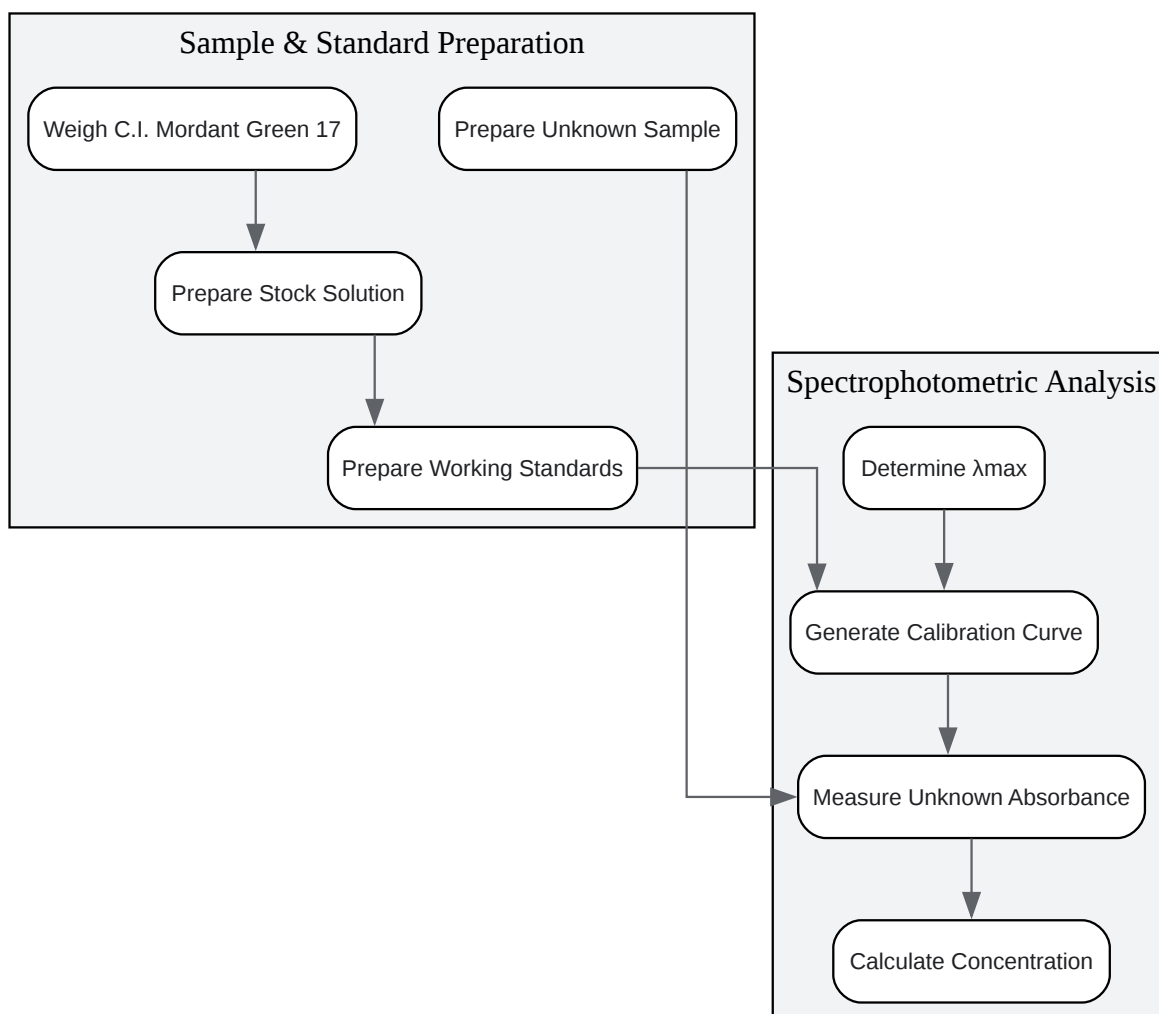 Sample & Standard Preparation
Weigh C.I. Mordant Green 17
Prepare Unknown Sample
Prepare Stock Solution
Prepare Working Standards
Spectrophotometric Analysis
Determine λmax
Generate Calibration Curve
Measure Unknown Absorbance
Calculate Concentration